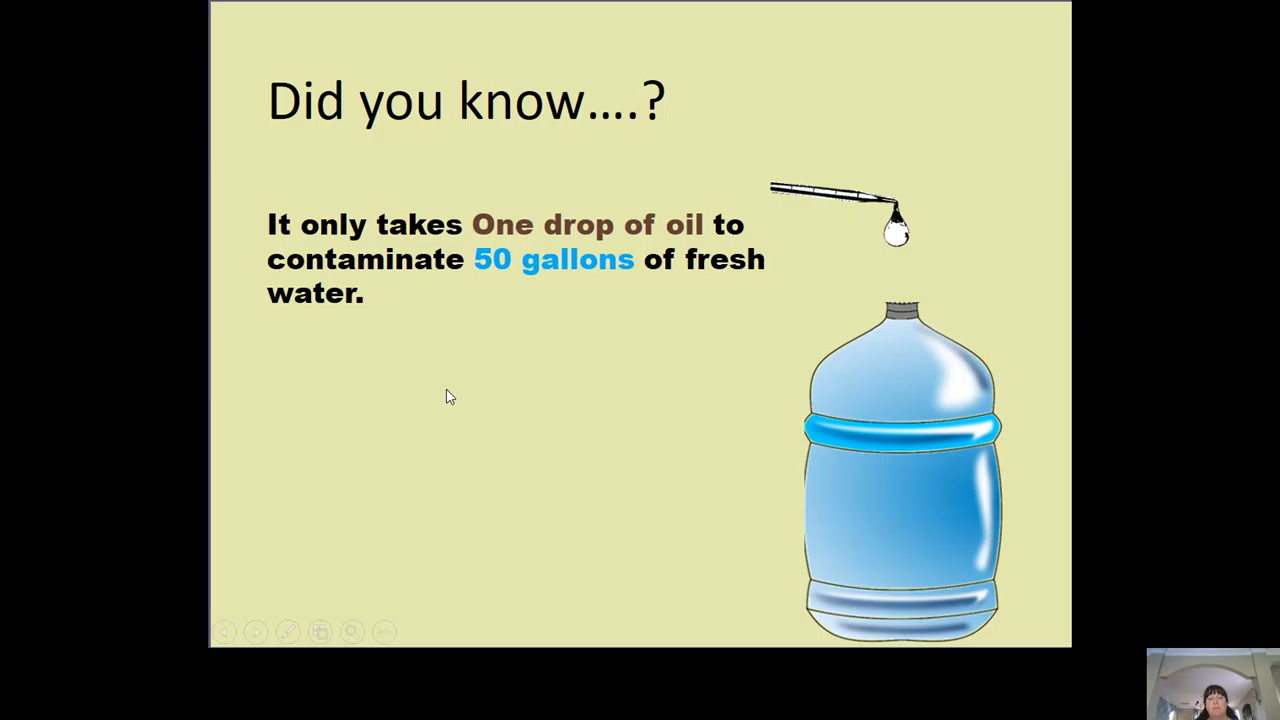 Did you know....?
It only takes One drop of oil to
contaminate 50 gallons of fresh
water.